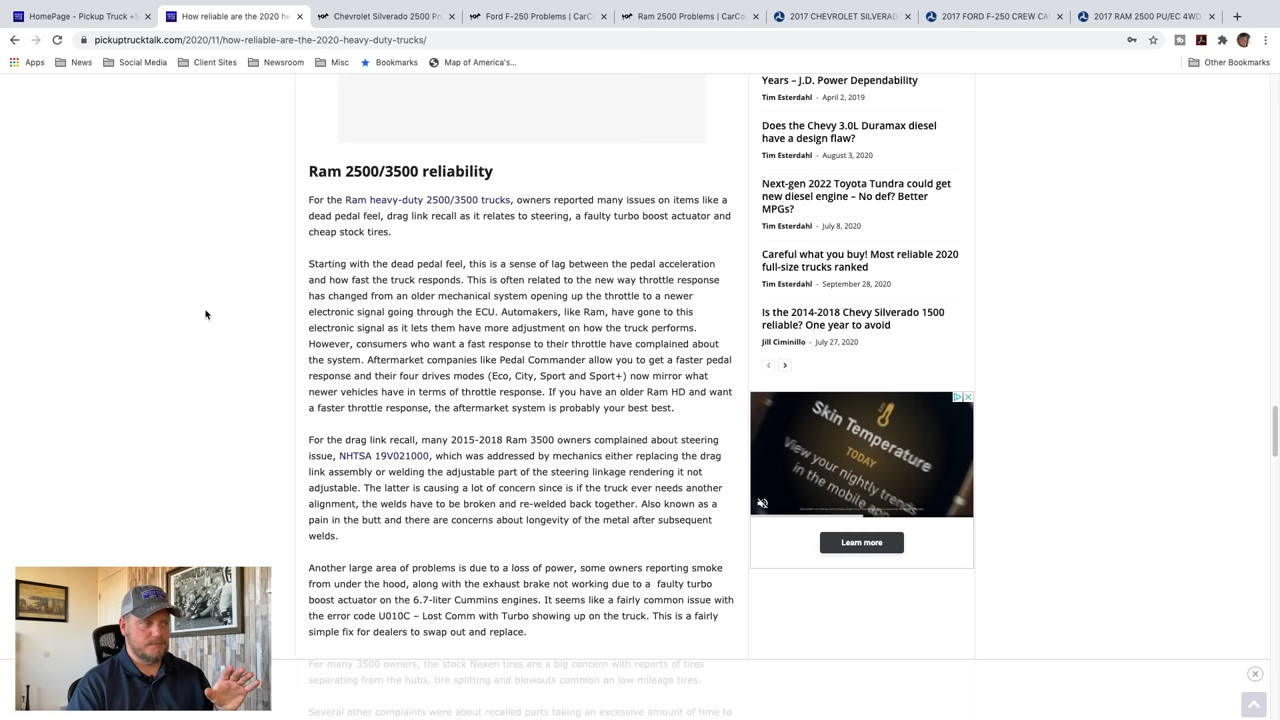 HomePage - Pickup Truck +S
How reliable are the 2020 he
Chevrolet Silverado 2500 Pro
Ford F-250 Problems | CarCo
Ram 2500 Problems | CarCo
2017 CHEVROLET SILVERAD
2017 FORD F-250 CREW CA
2017 RAM 2500 PU/EC 4WD
pickuptrucktalk.com/2020/11/how-reliable-are-the-2020-heavy-duty-trucks/
Apps
News
Social Media
Client Sites
Newsroom
Misc
Bookmarks
Map of America's...
Other Bookmarks
Ram 2500/3500 reliability
For the Ram heavy-duty 2500/3500 trucks, owners reported many issues on items like a
dead pedal feel, drag link recall as it relates to steering, a faulty turbo boost actuator and
cheap stock tires.
Starting with the dead pedal feel, this is a sense of lag between the pedal acceleration
and how fast the truck responds. This is often related to the new way throttle response
has changed from an older mechanical system opening up the throttle to a newer
electronic signal going through the ECU. Automakers, like Ram, have gone to this
electronic signal as it lets them have more adjustment on how the truck performs.
However, consumers who want a fast response to their throttle have complained about
the system. Aftermarket companies like Pedal Commander allow you to get a faster pedal
response and their four drives modes (Eco, City, Sport and Sport+) now mirror what
newer vehicles have in terms of throttle response. If you have an older Ram HD and want
a faster throttle response, the aftermarket system is probably your best best.
For the drag link recall, many 2015-2018 Ram 3500 owners complained about steering
issue, NHTSA 19V021000, which was addressed by mechanics either replacing the drag
link assembly or welding the adjustable part of the steering linkage rendering it not
adjustable. The latter is causing a lot of concern since is if the truck ever needs another
alignment, the welds have to be broken and re-welded back together. Also known as a
pain in the butt and there are concerns about longevity of the metal after subsequent
welds.
Another large area of problems is due to a loss of power, some owners reporting smoke
from under the hood, along with the exhaust brake not working due to a faulty turbo
boost actuator on the 6.7-liter Cummins engines. It seems like a fairly common issue with
the error code U010C – Lost Comm with Turbo showing up on the truck. This is a fairly
simple fix for dealers to swap out and replace.
For many 3500 owners, the stock Nexen tires are a big concern with reports of tires
separating from the hubs, tire splitting and blowouts common on low mileage tires.
Several other complaints were about recalled parts taking an excessive amount of time to
Years – J.D. Power Dependability
Tim Esterdahl - April 2, 2019
Does the Chevy 3.0L Duramax diesel
have a design flaw?
Tim Esterdahl - August 3, 2020
Next-gen 2022 Toyota Tundra could get
new diesel engine – No def? Better
MPGs?
Tim Esterdahl - July 8, 2020
Careful what you buy! Most reliable 2020
full-size trucks ranked
Tim Esterdahl - September 28, 2020
Is the 2014-2018 Chevy Silverado 1500
reliable? One year to avoid
Jill Ciminillo - July 27, 2020
Skin Temperature
TODAY
View your nightly trends
in the mobile app
Learn more